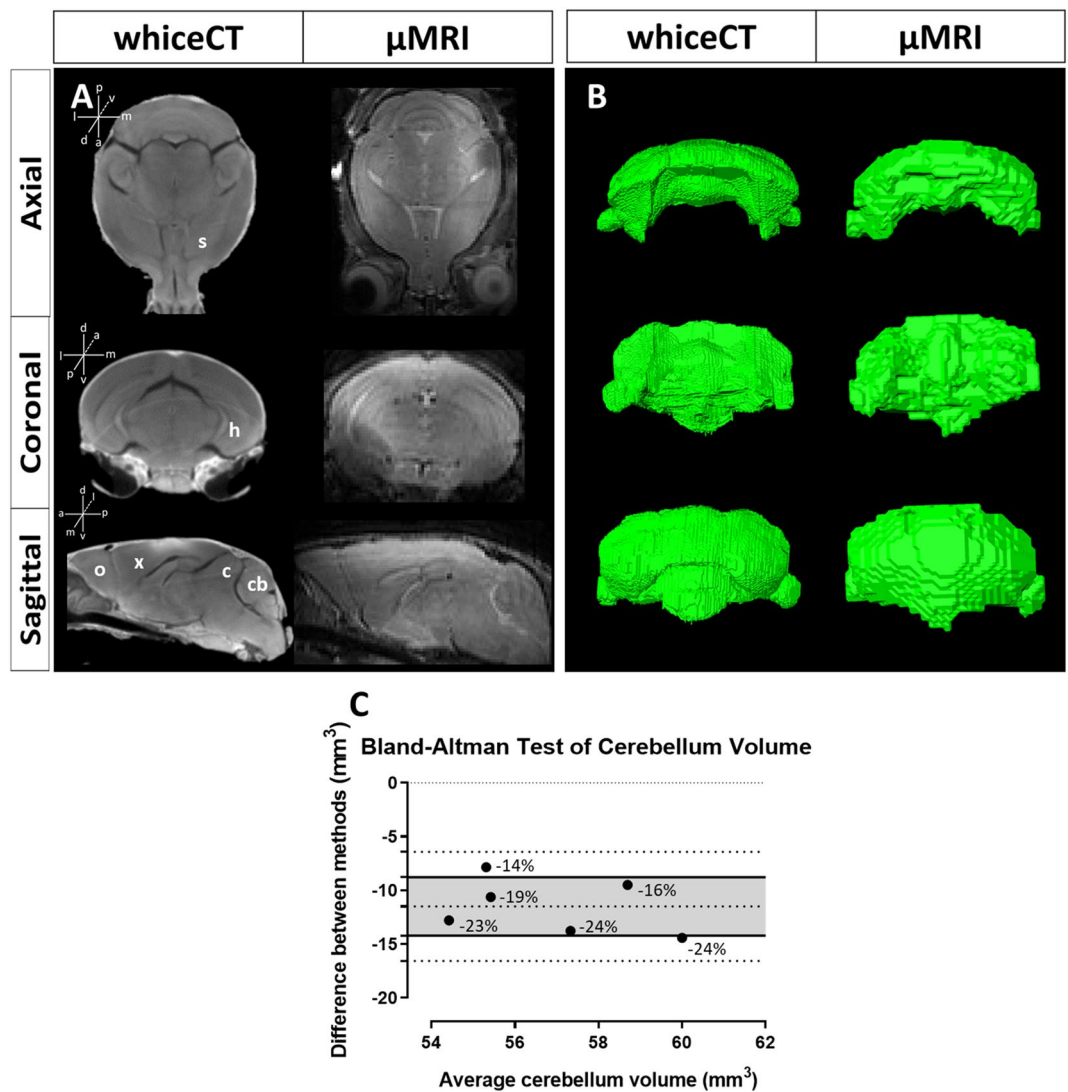 whiceCT μMRI whiceCT μMRI
A B
Axial
p
v
l m
d a
s
Coronal
d
a
l m
p v
h
Sagittal
d
l
a p
m v
o x c cb
C
Bland-Altman Test of Cerebellum Volume
Difference between methods (mm³)
0
-5
-14%
-10 -16%
-19%
-23% -24%
-15 -24%
-20
54 56 58 60 62
Average cerebellum volume (mm³)